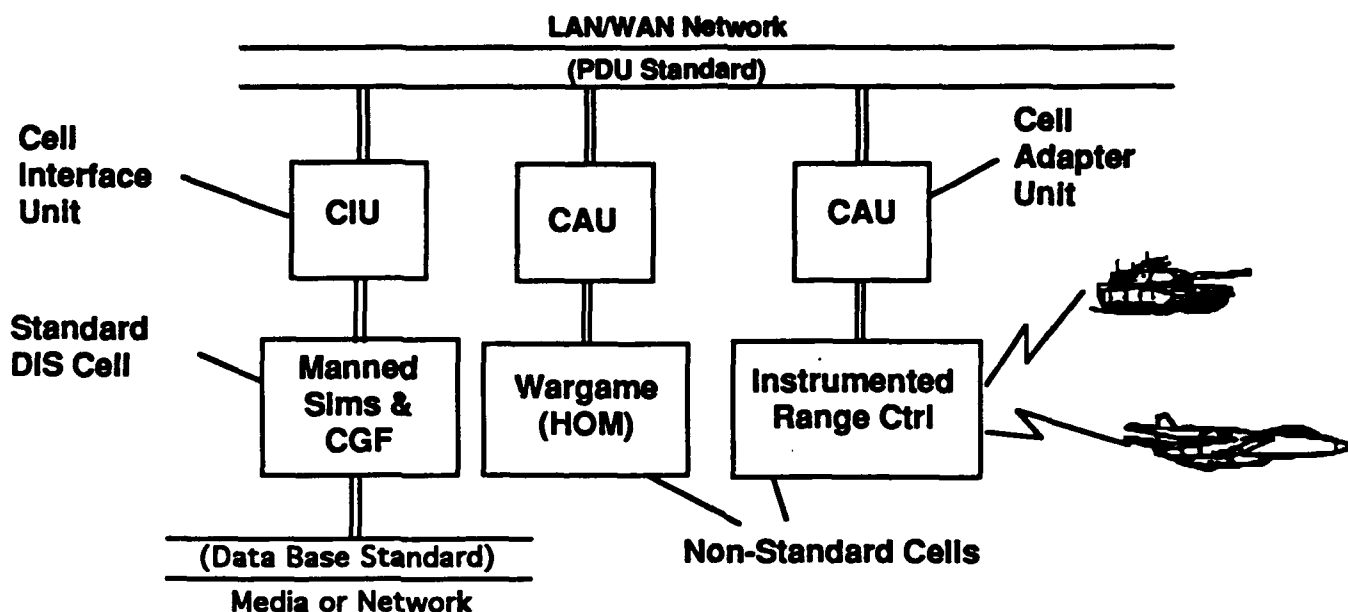 LAN/WAN Network
(PDU Standard)
Cell
Interface
Unit
CIU
CAU
CAU
Cell
Adapter
Unit
Standard
DIS Cell
Manned
Sims &
CGF
Wargame
(HOM)
Instrumented
Range Ctrl
Non-Standard Cells
(Data Base Standard)
Media or Network